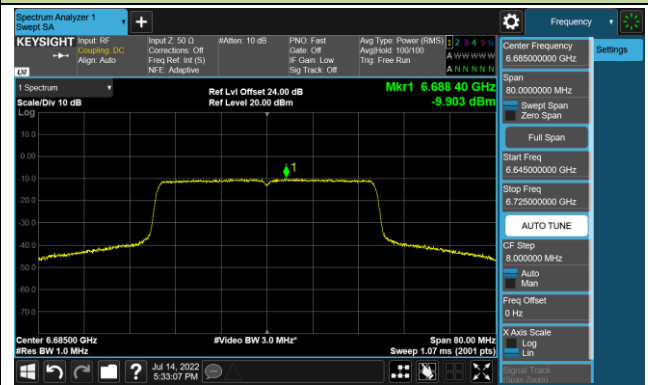 Spectrum Analyzer 1
Swept SA
Frequency
KEYSIGHT
Input: RF
Coupling: DC
Align: Auto
Input Z: 50 Ω
Corrections: Off
Freq Ref: Int (S)
NFE: Adaptive
#Atten: 10 dB
PNO: Fast
Gate: Off
IF Gain: Low
Sig Track: Off
Avg Type: Power (RMS)
Avg|Hold: 100/100
Trig: Free Run
1 2 3 4 5 6
A W W W W W
A N N N N N
LXI
1 Spectrum
Scale/Div 10 dB
Log
Ref Lvl Offset 24.00 dB
Ref Level 20.00 dBm
Mkr1 6.688 40 GHz
-9.903 dBm
10.0
0.00
-10.0
-20.0
-30.0
-40.0
-50.0
-60.0
-70.0
1
Center 6.68500 GHz
#Res BW 1.0 MHz
#Video BW 3.0 MHz*
Span 80.00 MHz
Sweep 1.07 ms (2001 pts)
Jul 14, 2022
5:33:07 PM
Center Frequency
6.685000000 GHz
Span
80.0000000 MHz
Swept Span
Zero Span
Full Span
Start Freq
6.645000000 GHz
Stop Freq
6.725000000 GHz
AUTO TUNE
CF Step
8.000000 MHz
Auto
Man
Freq Offset
0 Hz
X Axis Scale
Log
Lin
Signal Track
(Span Zoom)
Settings